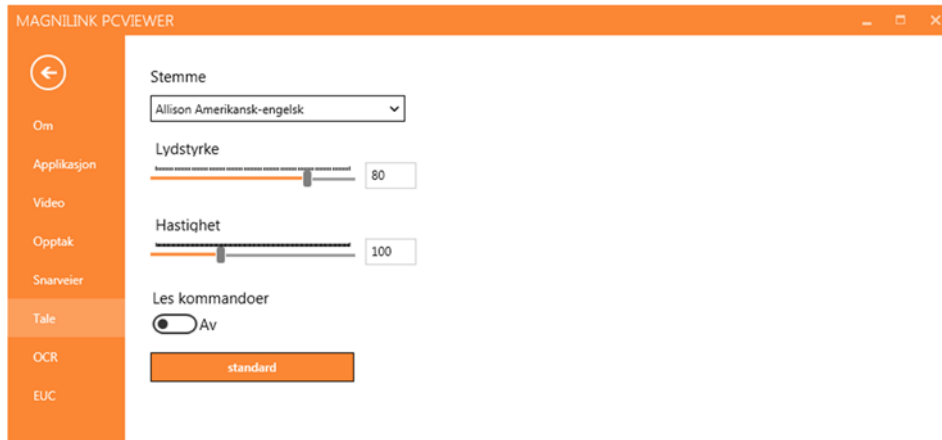 MAGNILINK PCVIEWER
Om
Applikasjon
Video
Opptak
Snarveier
Tale
OCR
EUC
Stemme
Allison Amerikansk-engelsk
Lydstyrke
80
Hastighet
100
Les kommandoer
Av
standard